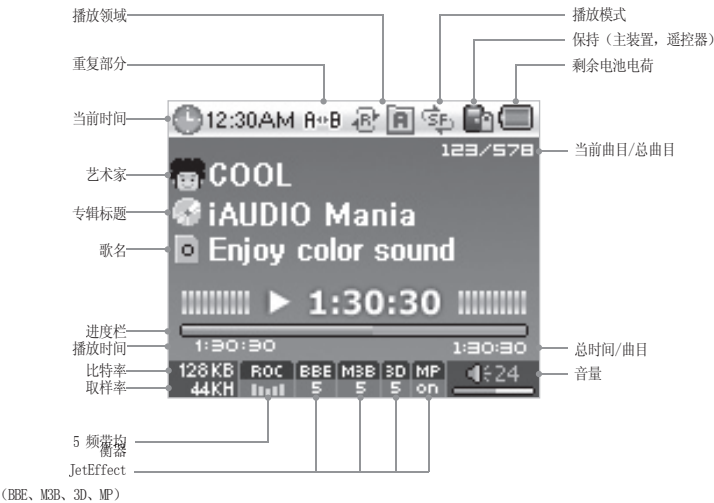 播放领域
播放模式
保持（主装置，遥控器）
重复部分
剩余电池电荷
当前时间
12:30AM A↔B R A SF
123/578
当前曲目/总曲目
艺术家
COOL
专辑标题
iAUDIO Mania
歌名
Enjoy color sound
1:30:30
进度栏
播放时间
1:30:30
1:30:30
总时间/曲目
比特率
128KB ROC BBE M3B 3D MP
24
音量
取样率
44KH 5 5 5 on
5 频带均
衡器
JetEffect
（BBE、M3B、3D、MP）